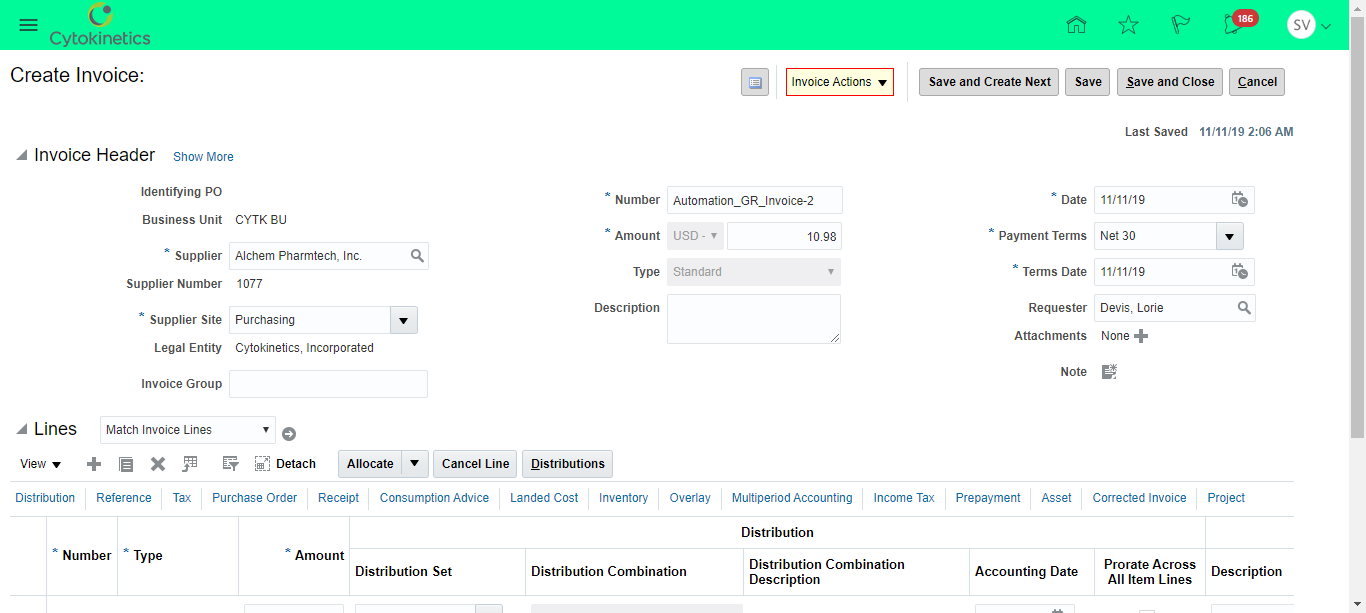 Cytokinetics
186
SV
Create Invoice:
Invoice Actions
Save and Create Next
Save
Save and Close
Cancel
Last Saved 11/11/19 2:06 AM
Invoice Header Show More
Identifying PO
Business Unit CYTK BU
* Supplier Alchem Pharmtech, Inc.
Supplier Number 1077
* Supplier Site Purchasing
Legal Entity Cytokinetics, Incorporated
Invoice Group
* Number Automation_GR_Invoice-2
* Amount USD - 10.98
Type Standard
Description
* Date 11/11/19
* Payment Terms Net 30
* Terms Date 11/11/19
Requester Devis, Lorie
Attachments None
Note
Lines Match Invoice Lines
View Detach Allocate Cancel Line Distributions
Distribution Reference Tax Purchase Order Receipt Consumption Advice Landed Cost Inventory Overlay Multiperiod Accounting Income Tax Prepayment Asset Corrected Invoice Project
* Number * Type * Amount
Distribution
Distribution Set
Distribution Combination
Distribution Combination
Description
Accounting Date
Prorate Across
All Item Lines
Description